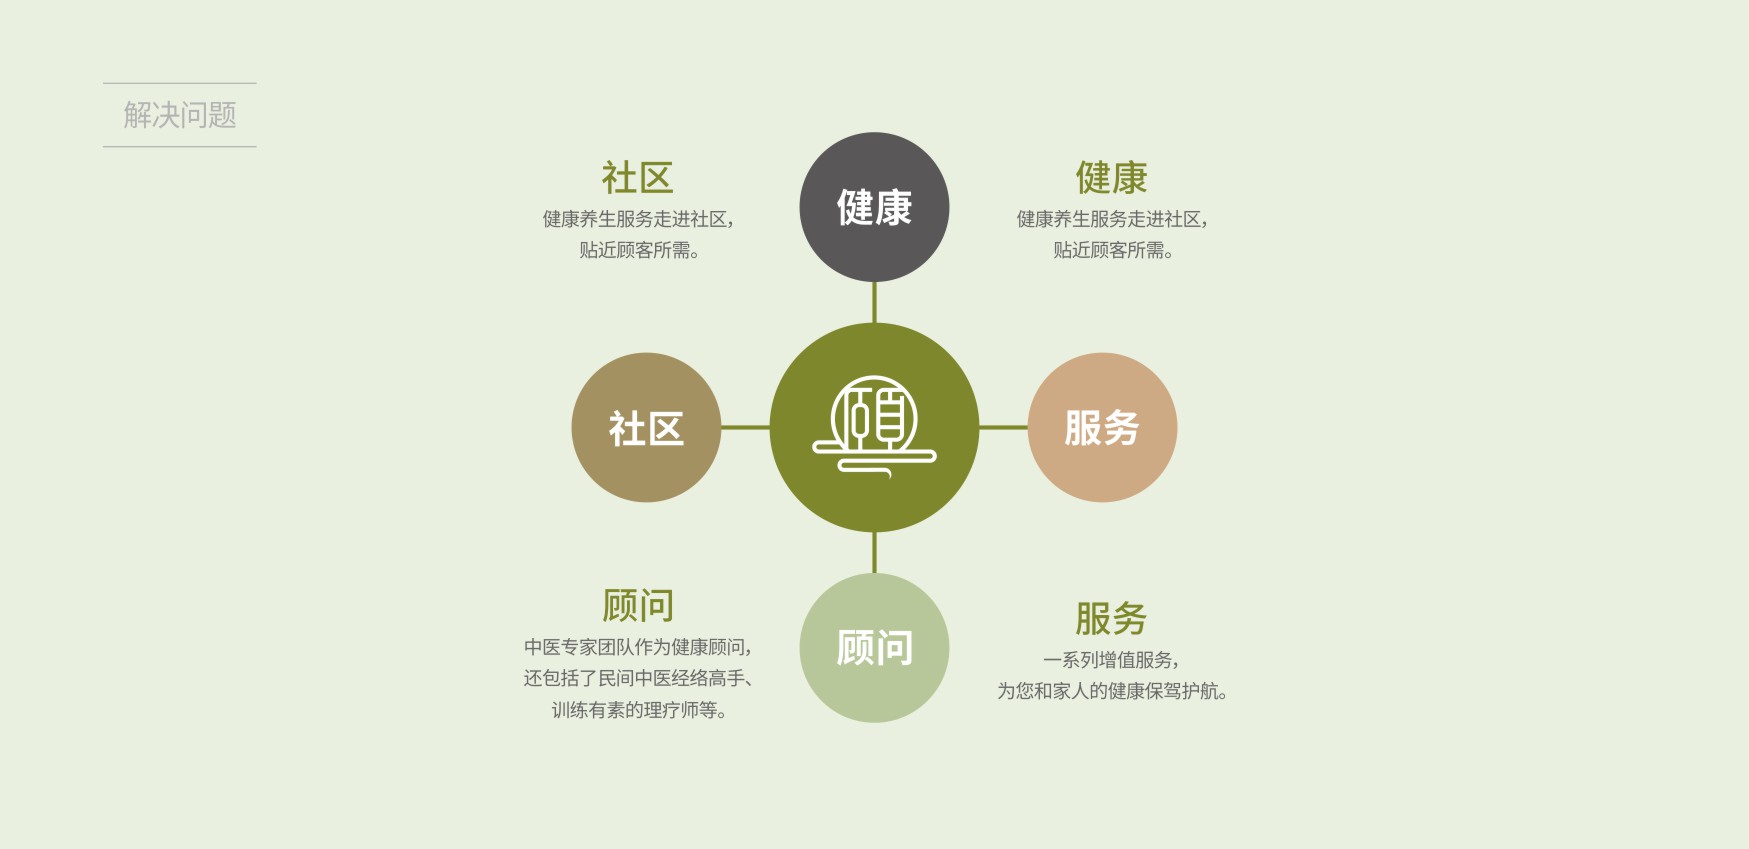 解决问题
社区
健康养生服务走进社区，
贴近顾客所需。
健康
健康
健康养生服务走进社区，
贴近顾客所需。
社区
服务
顾问
中医专家团队作为健康顾问，
还包括了民间中医经络高手、
训练有素的理疗师等。
顾问
服务
一系列增值服务，
为您和家人的健康保驾护航。